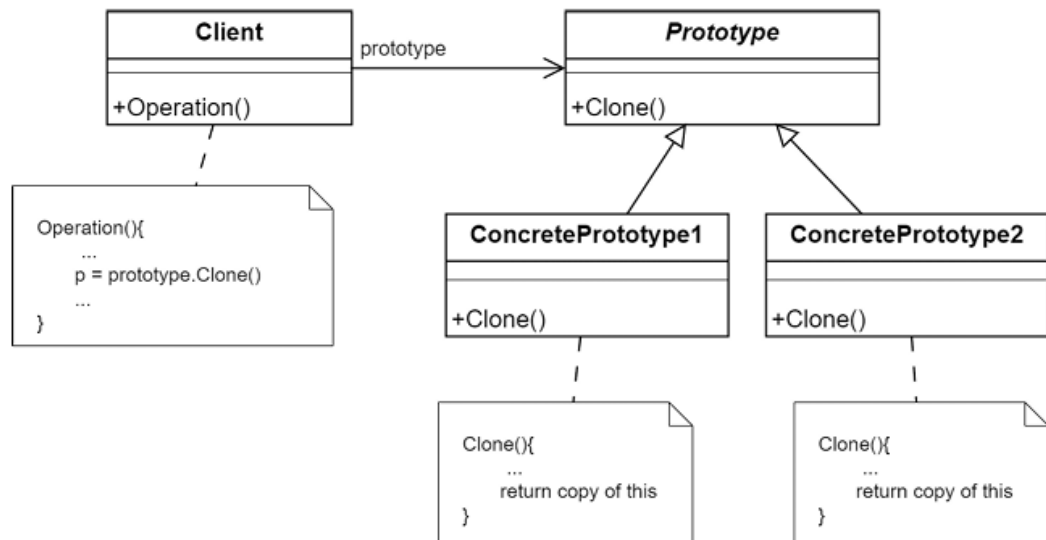 Client
+Operation()
prototype
Prototype
+Clone()
Operation(){
...
p = prototype.Clone()
...
}
ConcretePrototype1
+Clone()
ConcretePrototype2
+Clone()
Clone(){
...
return copy of this
}
Clone(){
...
return copy of this
}